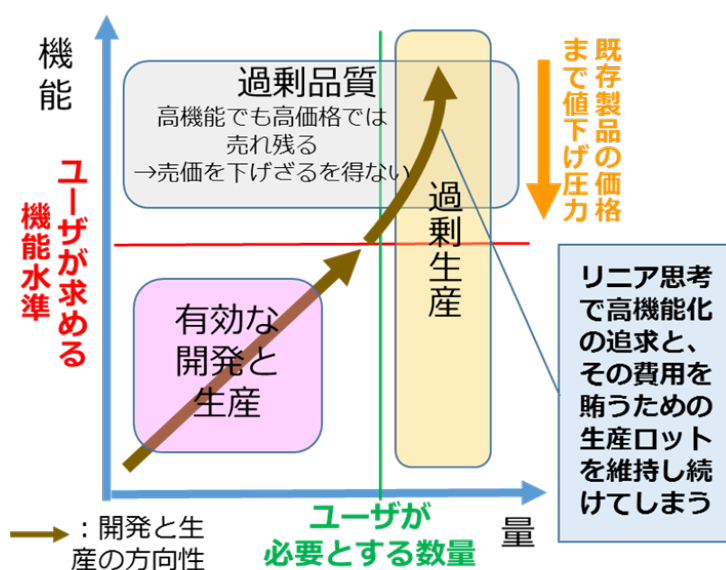 機
能
過剰品質
高機能でも高価格では
売れ残る
→売価を下げざるを得ない
既存製品の価格
まで値下げ圧力
ユーザが求める
機能水準
過剰生産
有効な
開発と
生産
リニア思考
で高機能化
の追求と、
その費用を
賄うための
生産ロット
を維持し続
けてしまう
ユーザが
必要とする数量
量
：開発と生
産の方向性